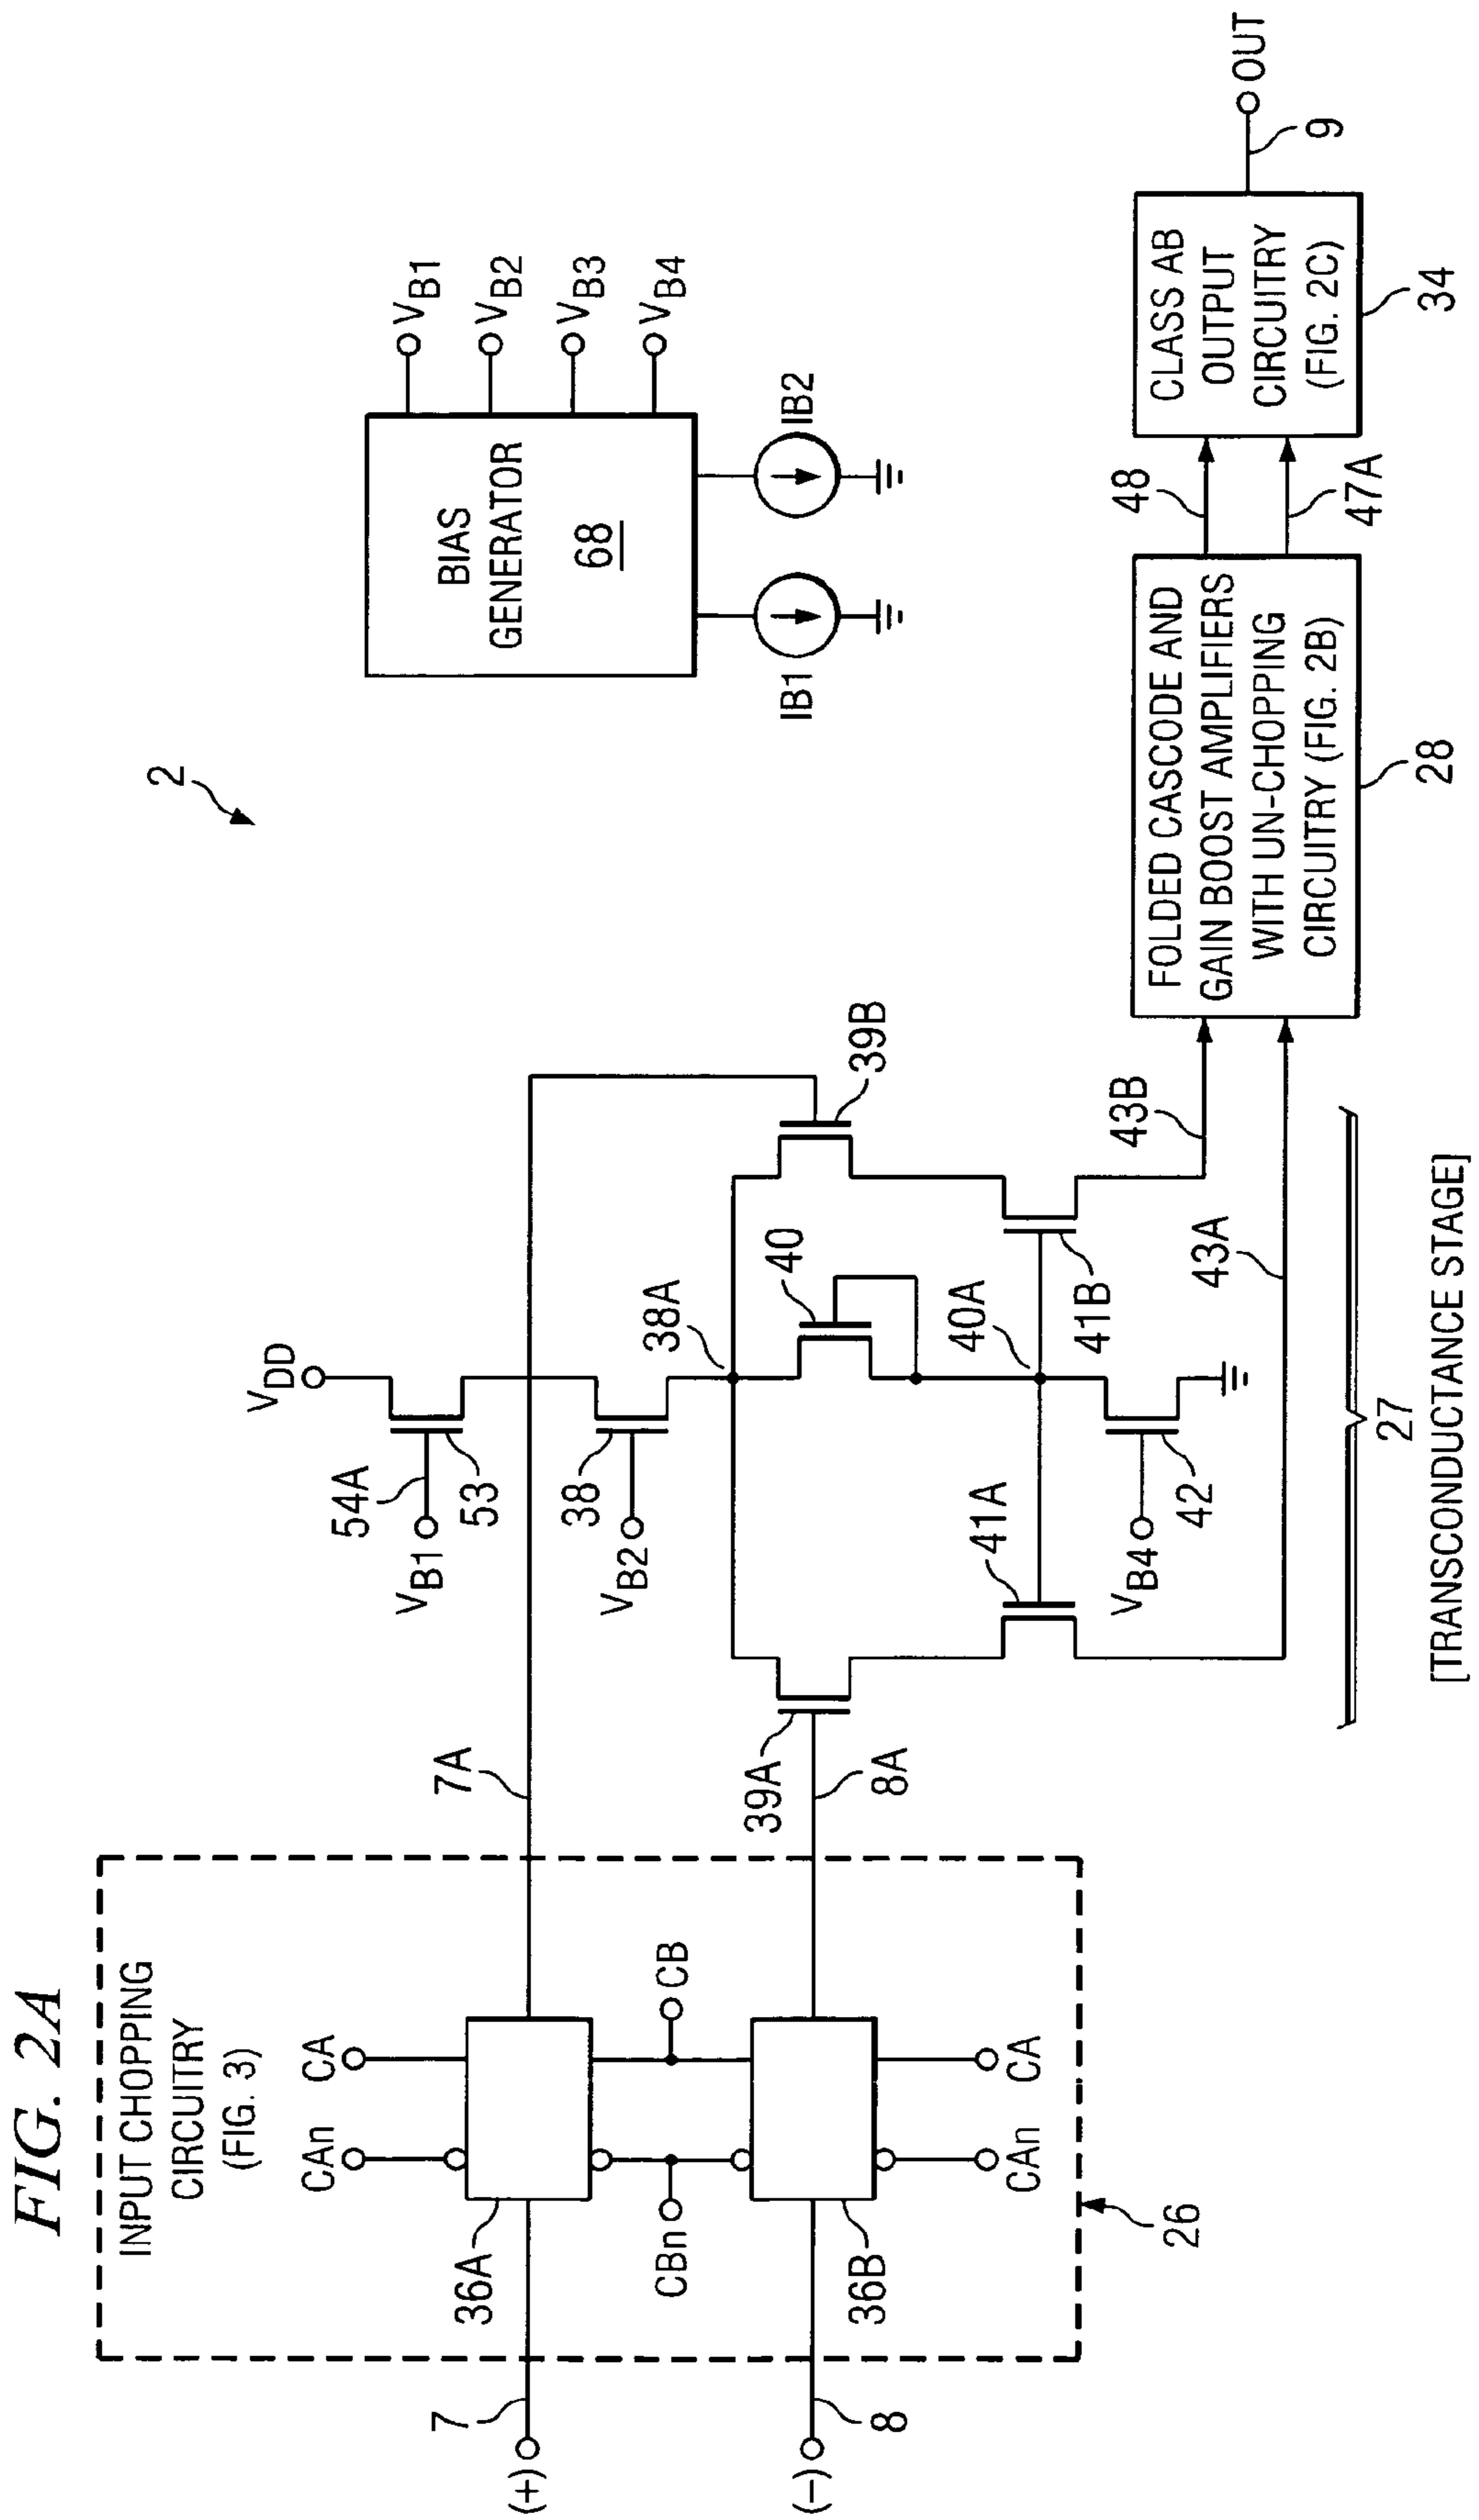 FIG. 2A
INPUT CHOPPING
CIRCUITRY
(FIG. 3)
CAn
CA
36A
7
(+)
7A
CBn
CB
8
(-)
36B
8A
CAn
CA
26
2
VDD
54A
VB1
53
38
VB2
38A
39A
40
39B
40A
41A
41B
VB4
42
43B
43A
27
[TRANSCONDUCTANCE STAGE]
BIAS
GENERATOR
68
VB1
VB2
VB3
VB4
IB1
IB2
FOLDED CASCODE AND
GAIN BOOST AMPLIFIERS
WITH UN-CHOPPING
CIRCUITRY (FIG. 2B)
28
48
47A
CLASS AB
OUTPUT
CIRCUITRY
(FIG. 2C)
34
9
OUT